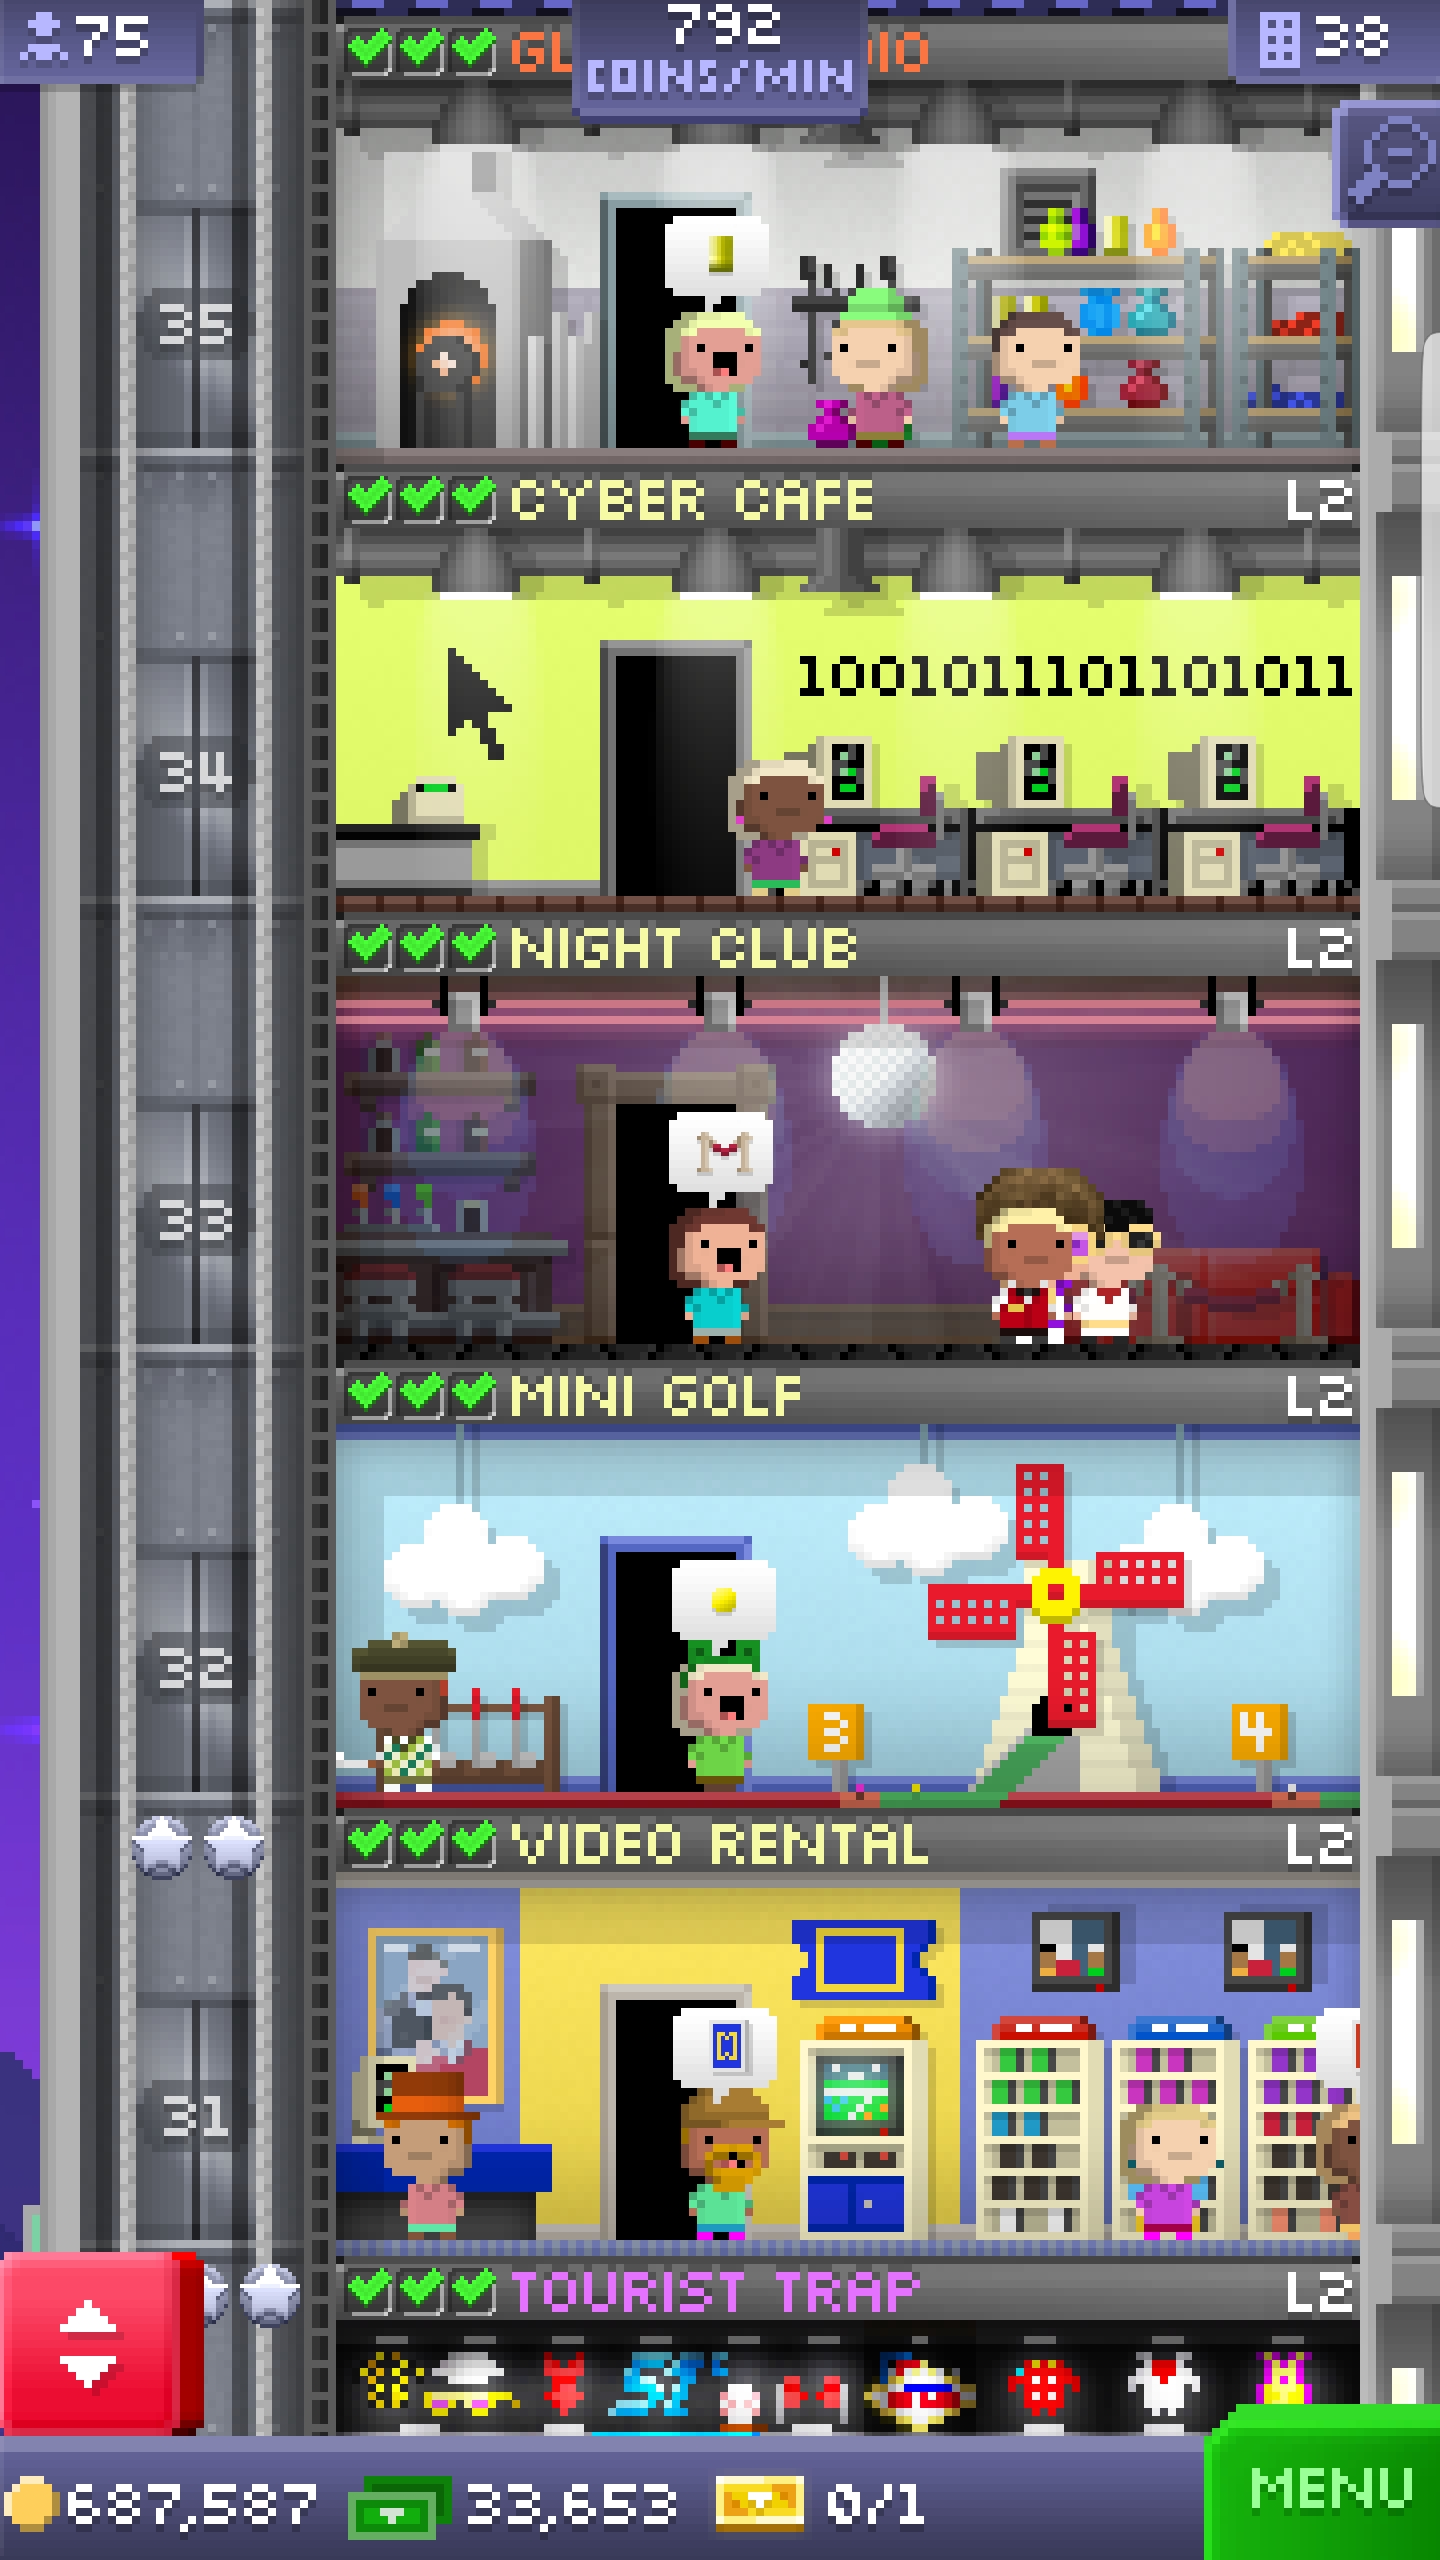 75
792
COINS/MIN
38
35
CYBER CAFE L2
1001011101101011
34
NIGHT CLUB L2
33
MINI GOLF L2
3
4
32
VIDEO RENTAL L2
31
TOURIST TRAP L2
687,587
33,653
0/1
MENU